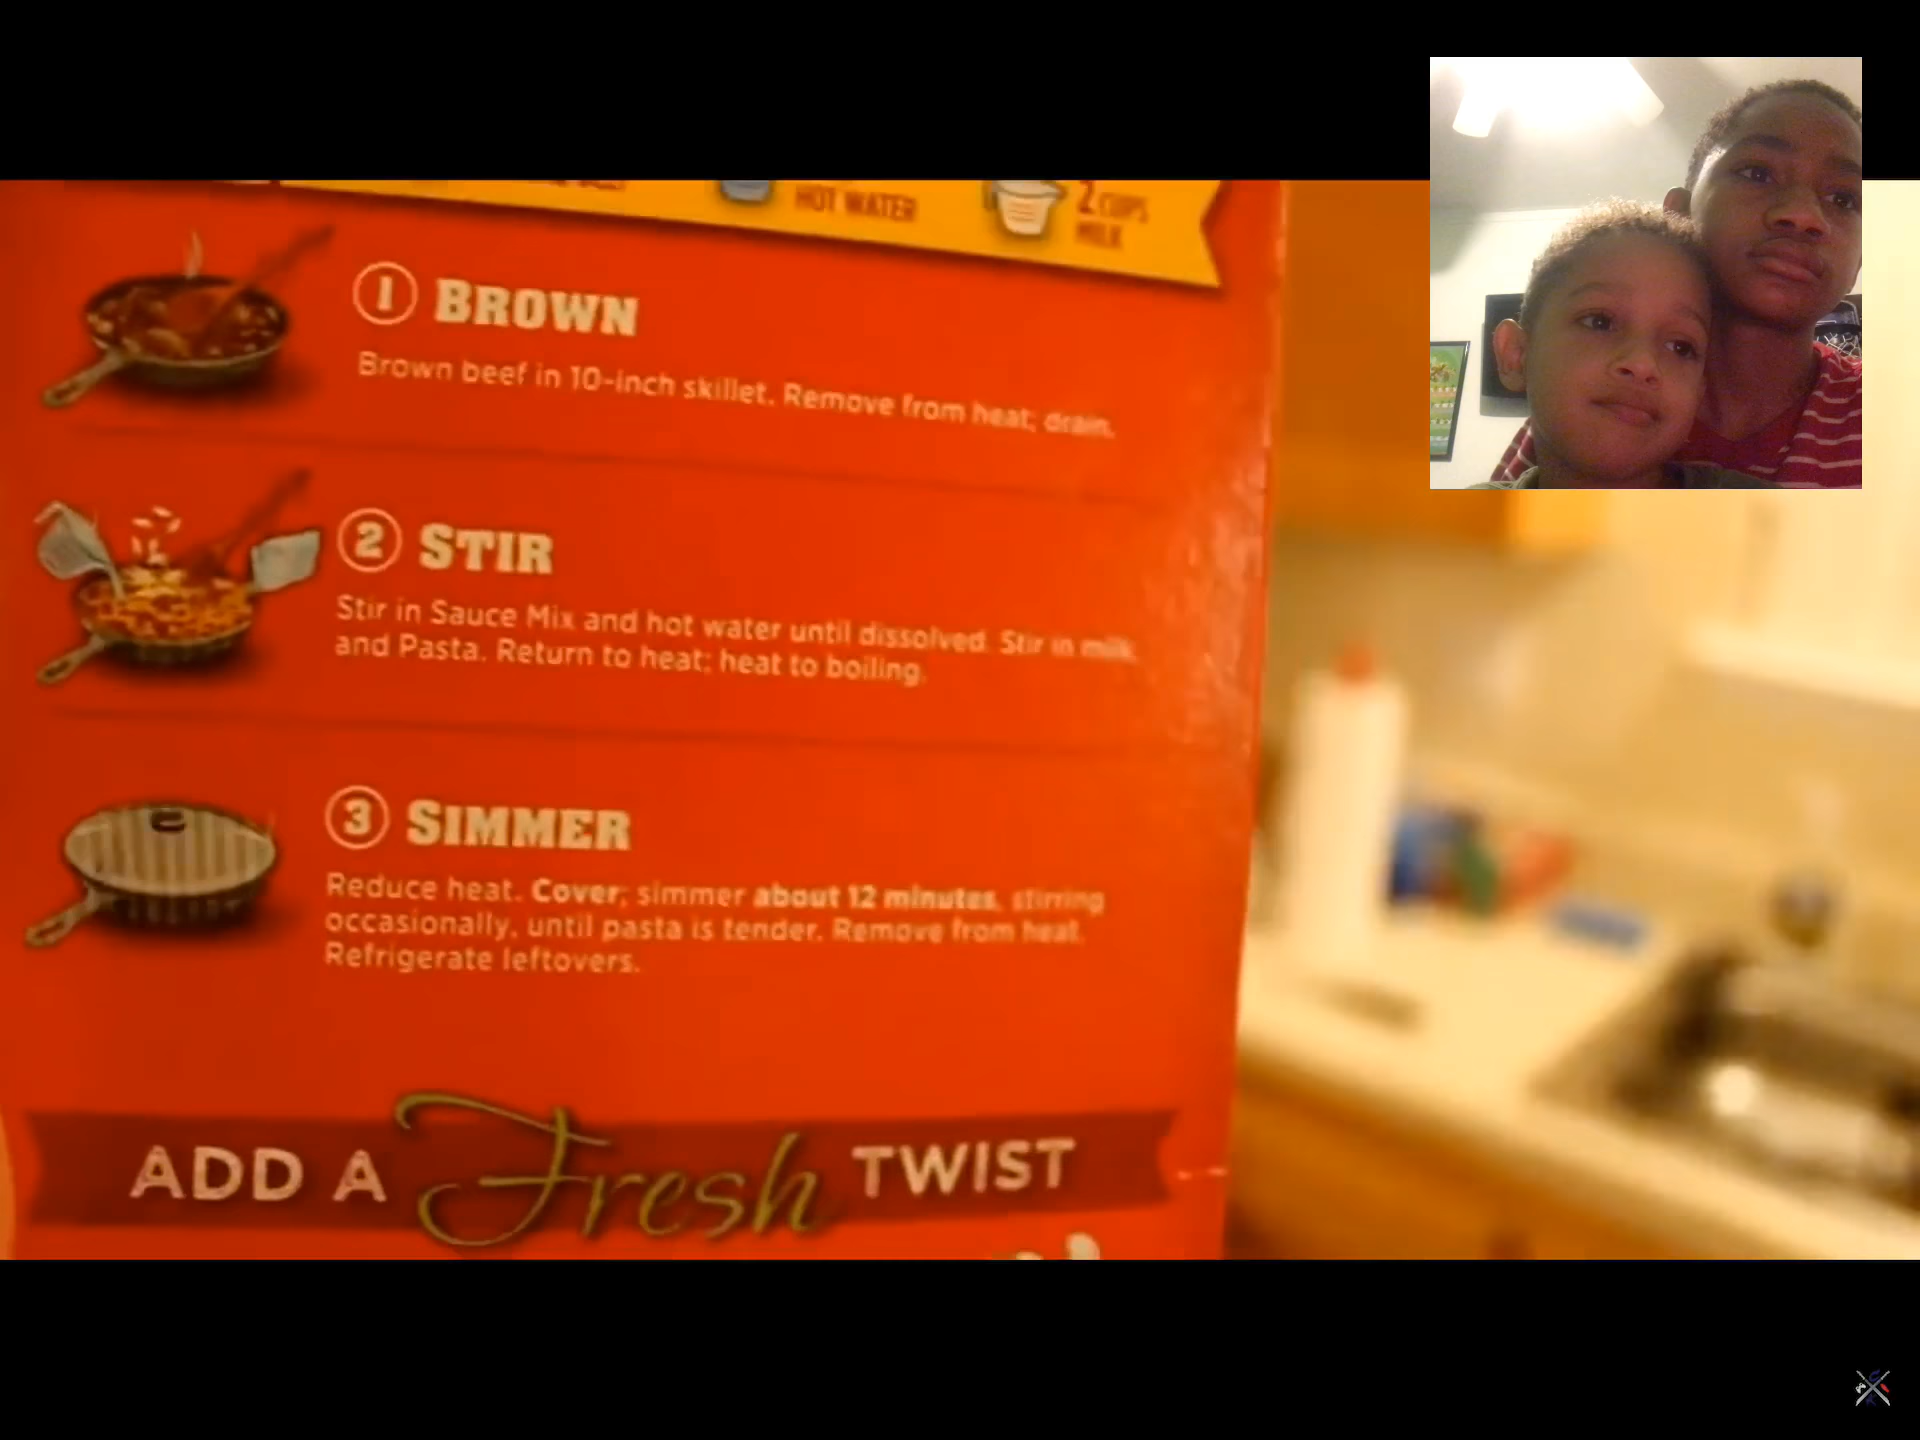 HOT WATER
2 CUPS
MILK
1 BROWN
Brown beef in 10-inch skillet. Remove from heat; drain.
2 STIR
Stir in Sauce Mix and hot water until dissolved. Stir in milk
and Pasta. Return to heat; heat to boiling.
3 SIMMER
Reduce heat. Cover; simmer about 12 minutes, stirring
occasionally, until pasta is tender. Remove from heat.
Refrigerate leftovers.
ADD A Fresh TWIST